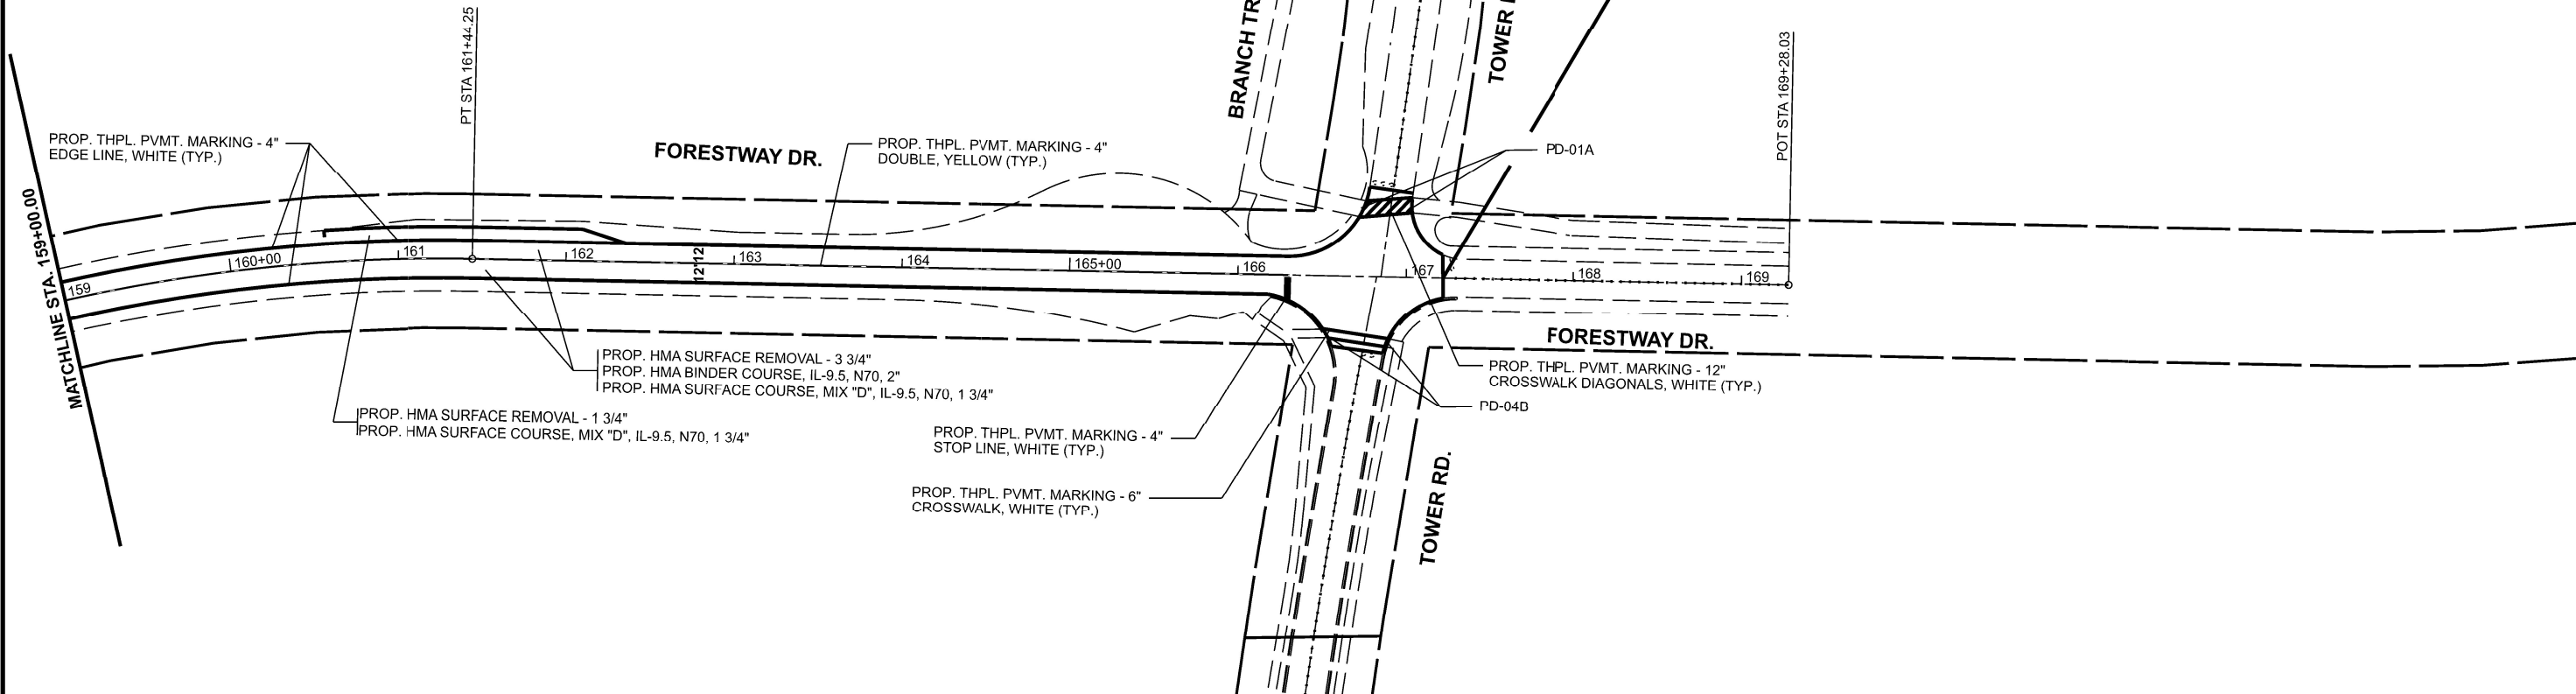 PT STA 161+44.25
BRANCH TR
TOWER
POT STA 169+28.03
PROP. THPL. PVMT. MARKING - 4"
EDGE LINE, WHITE (TYP.)
FORESTWAY DR.
PROP. THPL. PVMT. MARKING - 4"
DOUBLE, YELLOW (TYP.)
PD-01A
MATCHLINE STA. 159+00.00
159
160+00
161
162
12'
12'
163
164
165+00
166
167
168
169
FORESTWAY DR.
PROP. HMA SURFACE REMOVAL - 3 3/4"
PROP. HMA BINDER COURSE, IL-9.5, N70, 2"
PROP. HMA SURFACE COURSE, MIX "D", IL-9.5, N70, 1 3/4"
PROP. THPL. PVMT. MARKING - 12"
CROSSWALK DIAGONALS, WHITE (TYP.)
PD-04B
PROP. HMA SURFACE REMOVAL - 1 3/4"
PROP. HMA SURFACE COURSE, MIX "D", IL-9.5, N70, 1 3/4"
PROP. THPL. PVMT. MARKING - 4"
STOP LINE, WHITE (TYP.)
PROP. THPL. PVMT. MARKING - 6"
CROSSWALK, WHITE (TYP.)
TOWER RD.